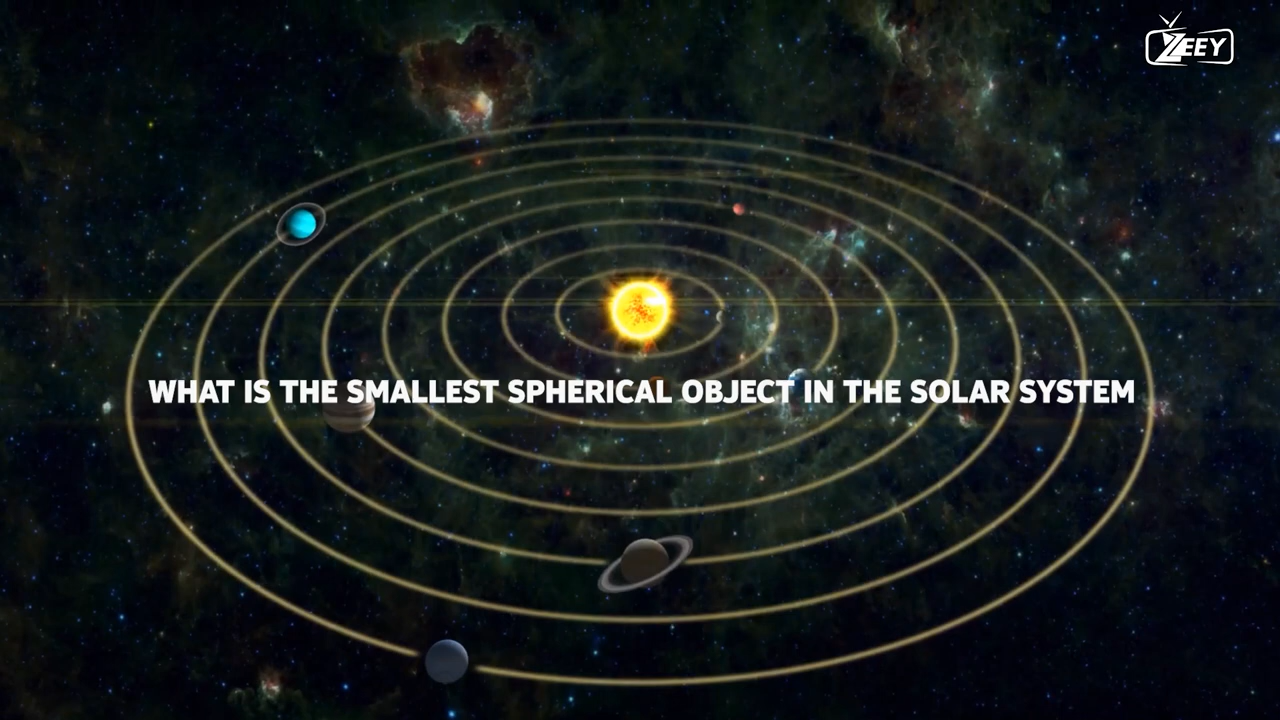 ZEEY
WHAT IS THE SMALLEST SPHERICAL OBJECT IN THE SOLAR SYSTEM